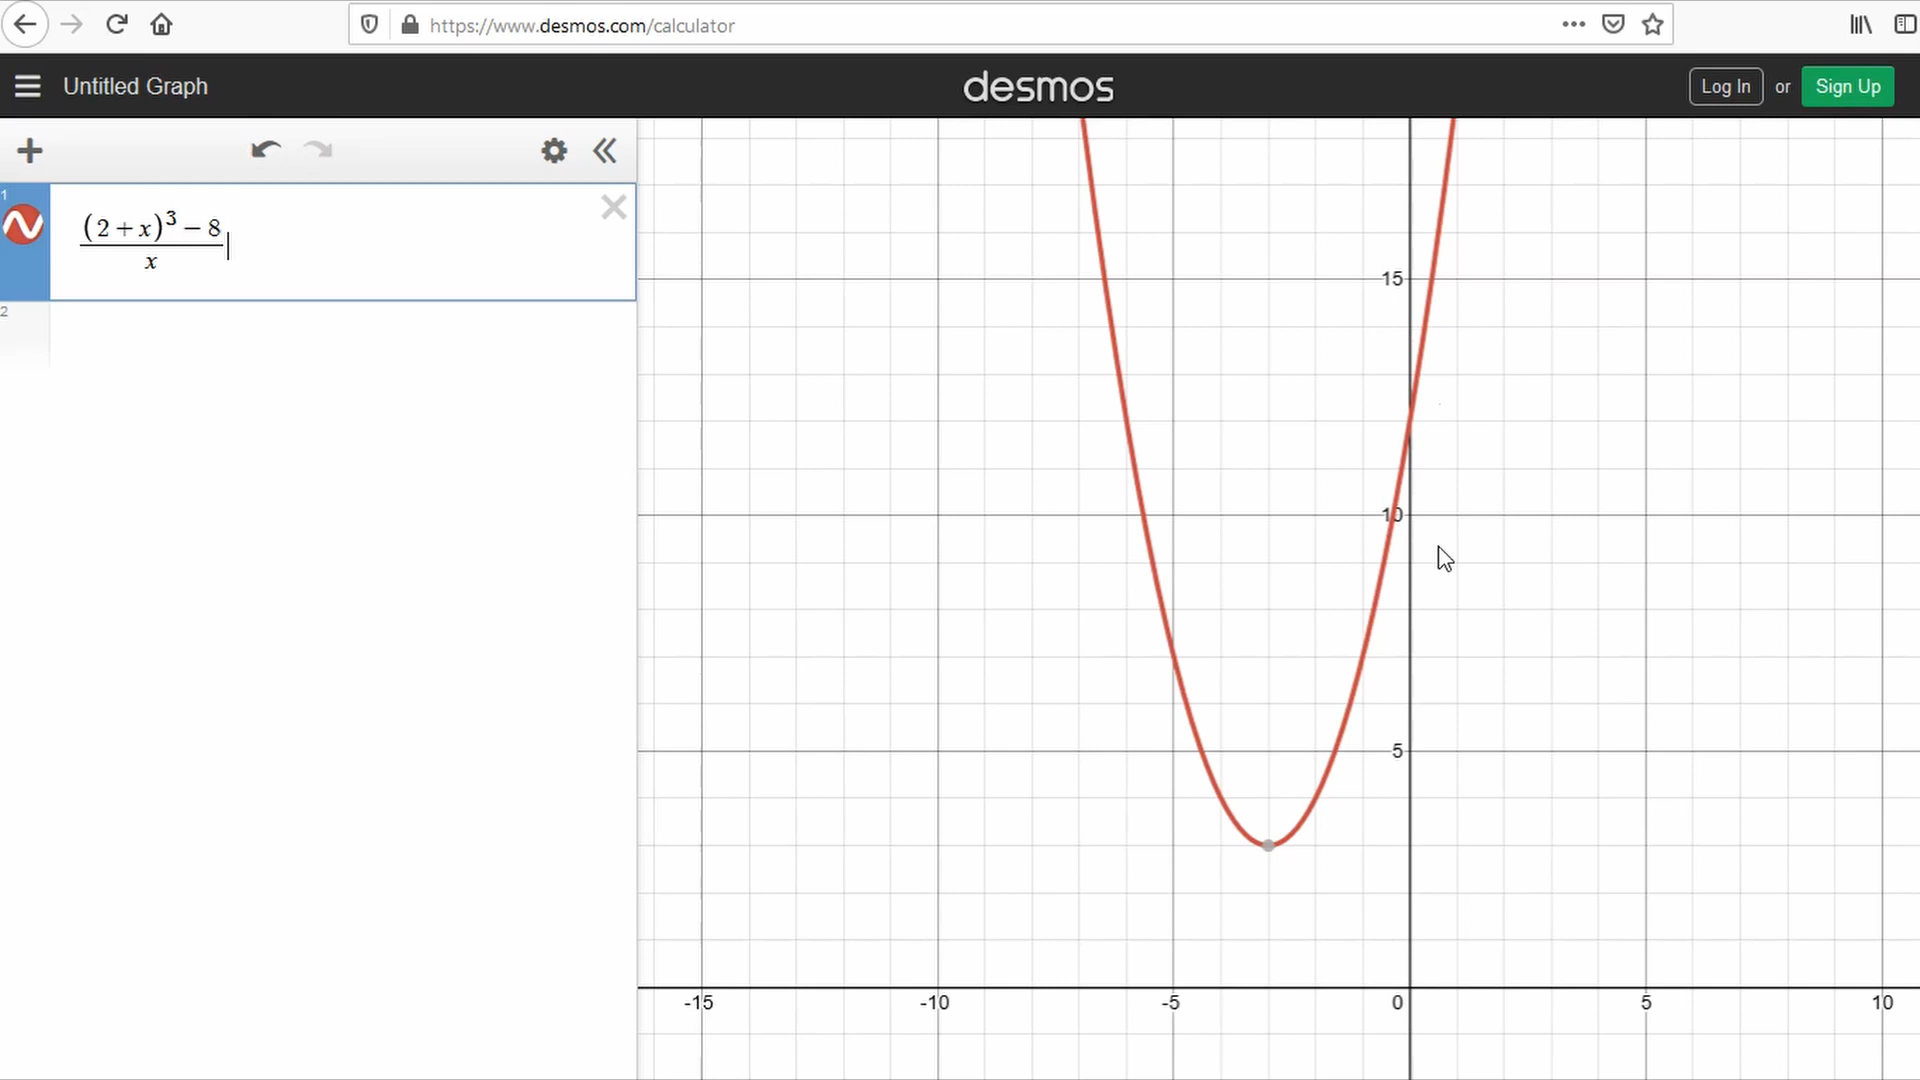 https://www.desmos.com/calculator
Untitled Graph
desmos
Log In or Sign Up
1
(2 + x)³ − 8
x
2
15
10
5
-15 -10 -5 0 5 10